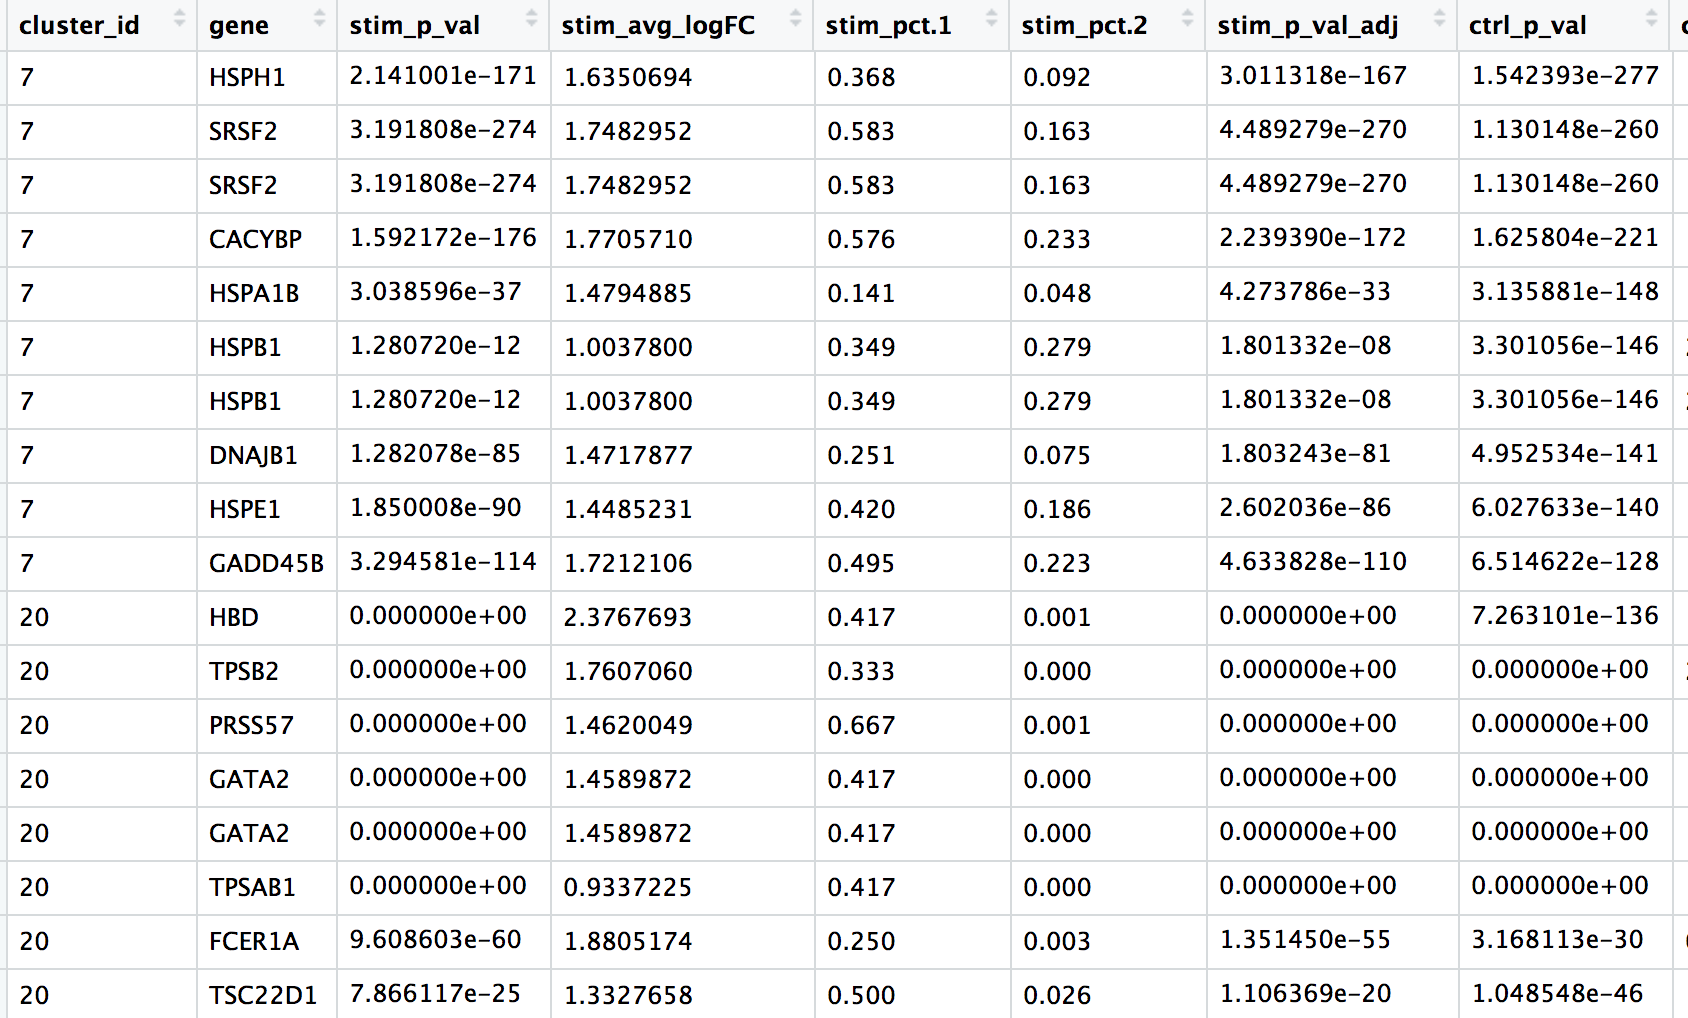 cluster_id gene stim_p_val stim_avg_logFC stim_pct.1 stim_pct.2 stim_p_val_adj ctrl_p_val
7 HSPH1 2.141001e-171 1.6350694 0.368 0.092 3.011318e-167 1.542393e-277
7 SRSF2 3.191808e-274 1.7482952 0.583 0.163 4.489279e-270 1.130148e-260
7 SRSF2 3.191808e-274 1.7482952 0.583 0.163 4.489279e-270 1.130148e-260
7 CACYBP 1.592172e-176 1.7705710 0.576 0.233 2.239390e-172 1.625804e-221
7 HSPA1B 3.038596e-37 1.4794885 0.141 0.048 4.273786e-33 3.135881e-148
7 HSPB1 1.280720e-12 1.0037800 0.349 0.279 1.801332e-08 3.301056e-146
7 HSPB1 1.280720e-12 1.0037800 0.349 0.279 1.801332e-08 3.301056e-146
7 DNAJB1 1.282078e-85 1.4717877 0.251 0.075 1.803243e-81 4.952534e-141
7 HSPE1 1.850008e-90 1.4485231 0.420 0.186 2.602036e-86 6.027633e-140
7 GADD45B 3.294581e-114 1.7212106 0.495 0.223 4.633828e-110 6.514622e-128
20 HBD 0.000000e+00 2.3767693 0.417 0.001 0.000000e+00 7.263101e-136
20 TPSB2 0.000000e+00 1.7607060 0.333 0.000 0.000000e+00 0.000000e+00
20 PRSS57 0.000000e+00 1.4620049 0.667 0.001 0.000000e+00 0.000000e+00
20 GATA2 0.000000e+00 1.4589872 0.417 0.000 0.000000e+00 0.000000e+00
20 GATA2 0.000000e+00 1.4589872 0.417 0.000 0.000000e+00 0.000000e+00
20 TPSAB1 0.000000e+00 0.9337225 0.417 0.000 0.000000e+00 0.000000e+00
20 FCER1A 9.608603e-60 1.8805174 0.250 0.003 1.351450e-55 3.168113e-30
20 TSC22D1 7.866117e-25 1.3327658 0.500 0.026 1.106369e-20 1.048548e-46